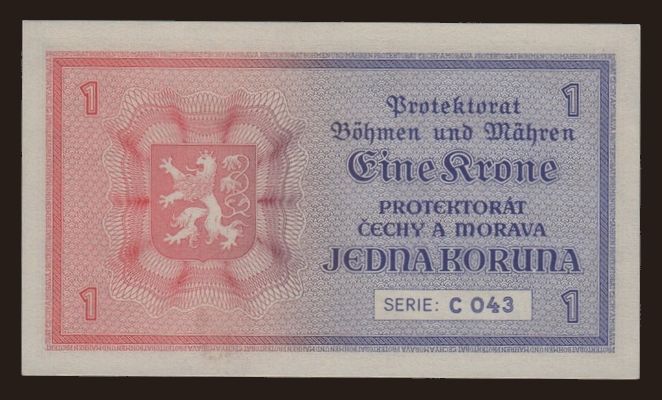 1
1
Protektorat
Böhmen und Mähren
Eine Krone
PROTEKTORÁT
ČECHY A MORAVA
JEDNA KORUNA
1
SERIE: C 043
1